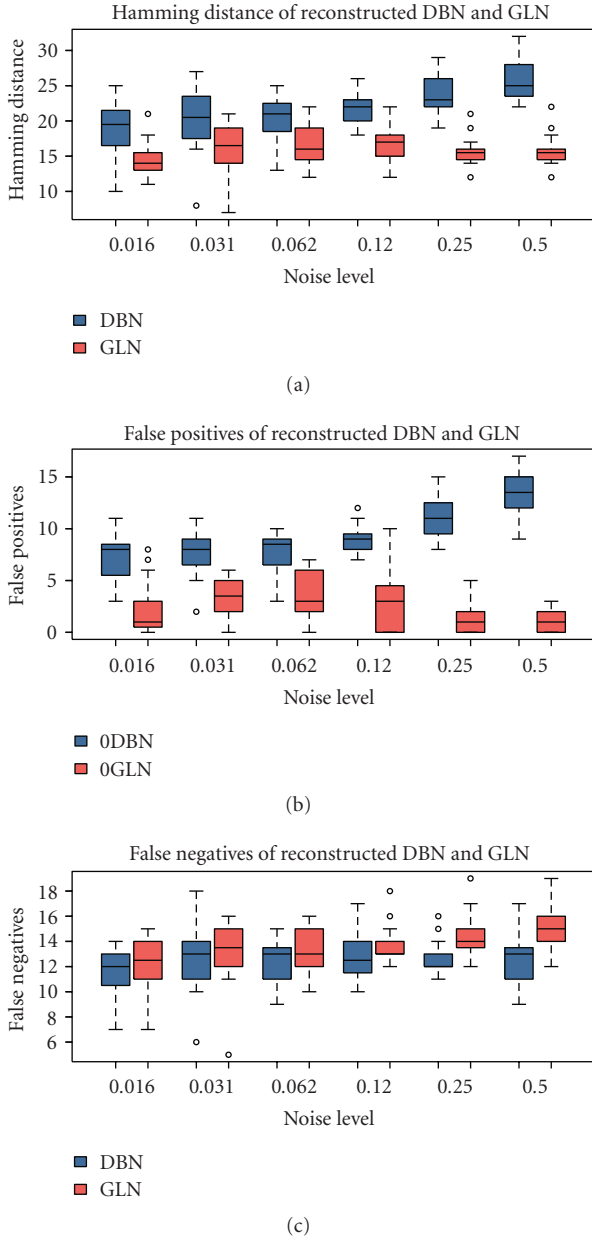 Hamming distance of reconstructed DBN and GLN
Hamming distance
30
25
20
15
10
0.016 0.031 0.062 0.12 0.25 0.5
Noise level
DBN
GLN
(a)
False positives of reconstructed DBN and GLN
False positives
15
10
5
0
0.016 0.031 0.062 0.12 0.25 0.5
Noise level
0DBN
0GLN
(b)
False negatives of reconstructed DBN and GLN
False negatives
18
16
14
12
10
8
6
0.016 0.031 0.062 0.12 0.25 0.5
Noise level
DBN
GLN
(c)